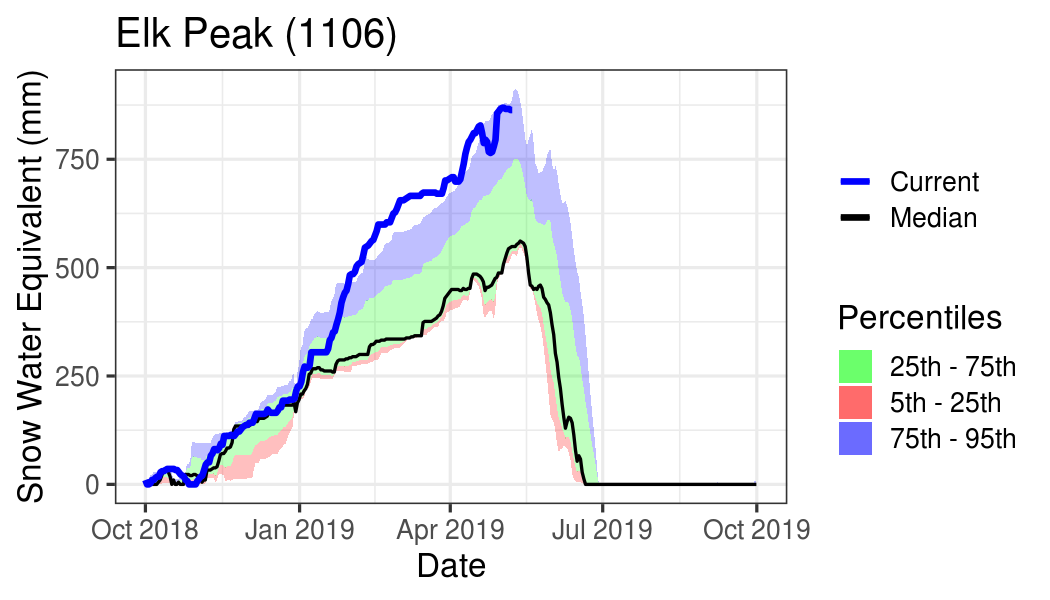 Elk Peak (1106)
Snow Water Equivalent (mm)
750
500
250
0
Oct 2018
Jan 2019
Apr 2019
Jul 2019
Oct 2019
Date
Current
Median
Percentiles
25th - 75th
5th - 25th
75th - 95th